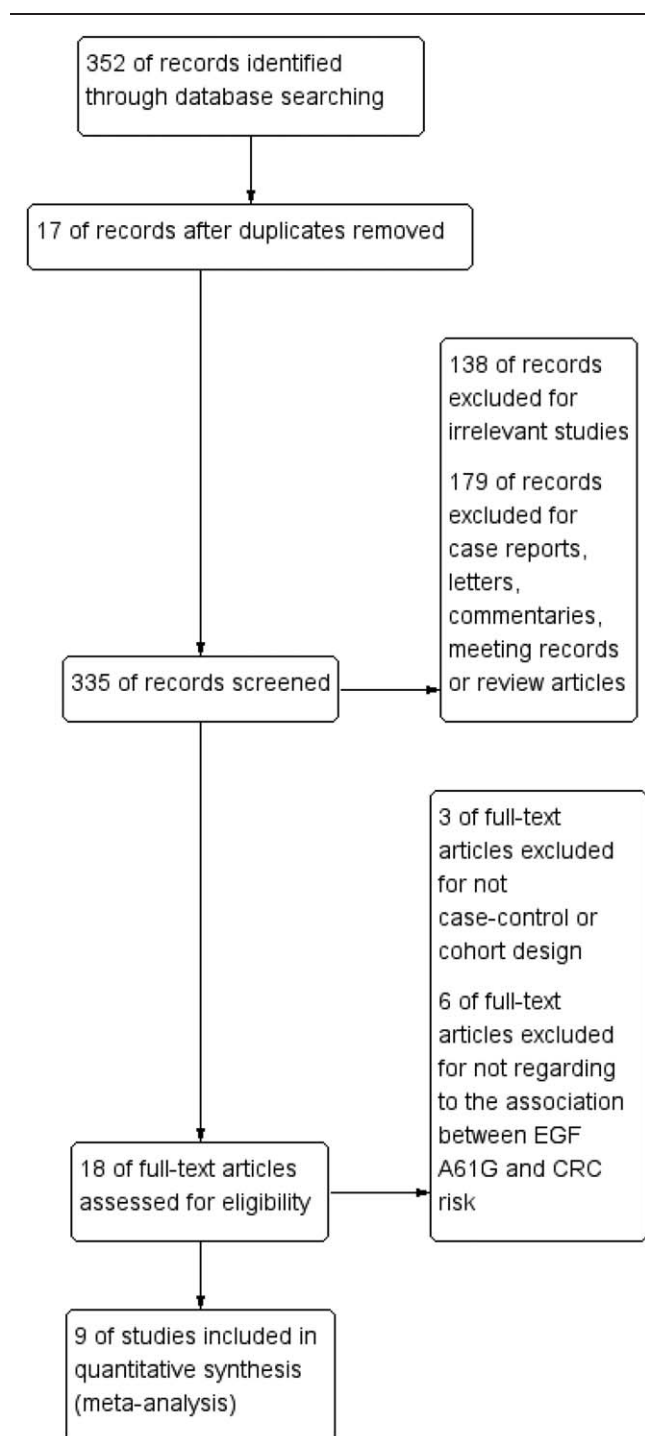 352 of records identified
through database searching
17 of records after duplicates removed
138 of records
excluded for
irrelevant studies
179 of records
excluded for
case reports,
letters,
commentaries,
meeting records
or review articles
335 of records screened
3 of full-text
articles excluded
for not
case-control or
cohort design
6 of full-text
articles excluded
for not regarding
to the association
between EGF
A61G and CRC
risk
18 of full-text articles
assessed for eligibility
9 of studies included in
quantitative synthesis
(meta-analysis)